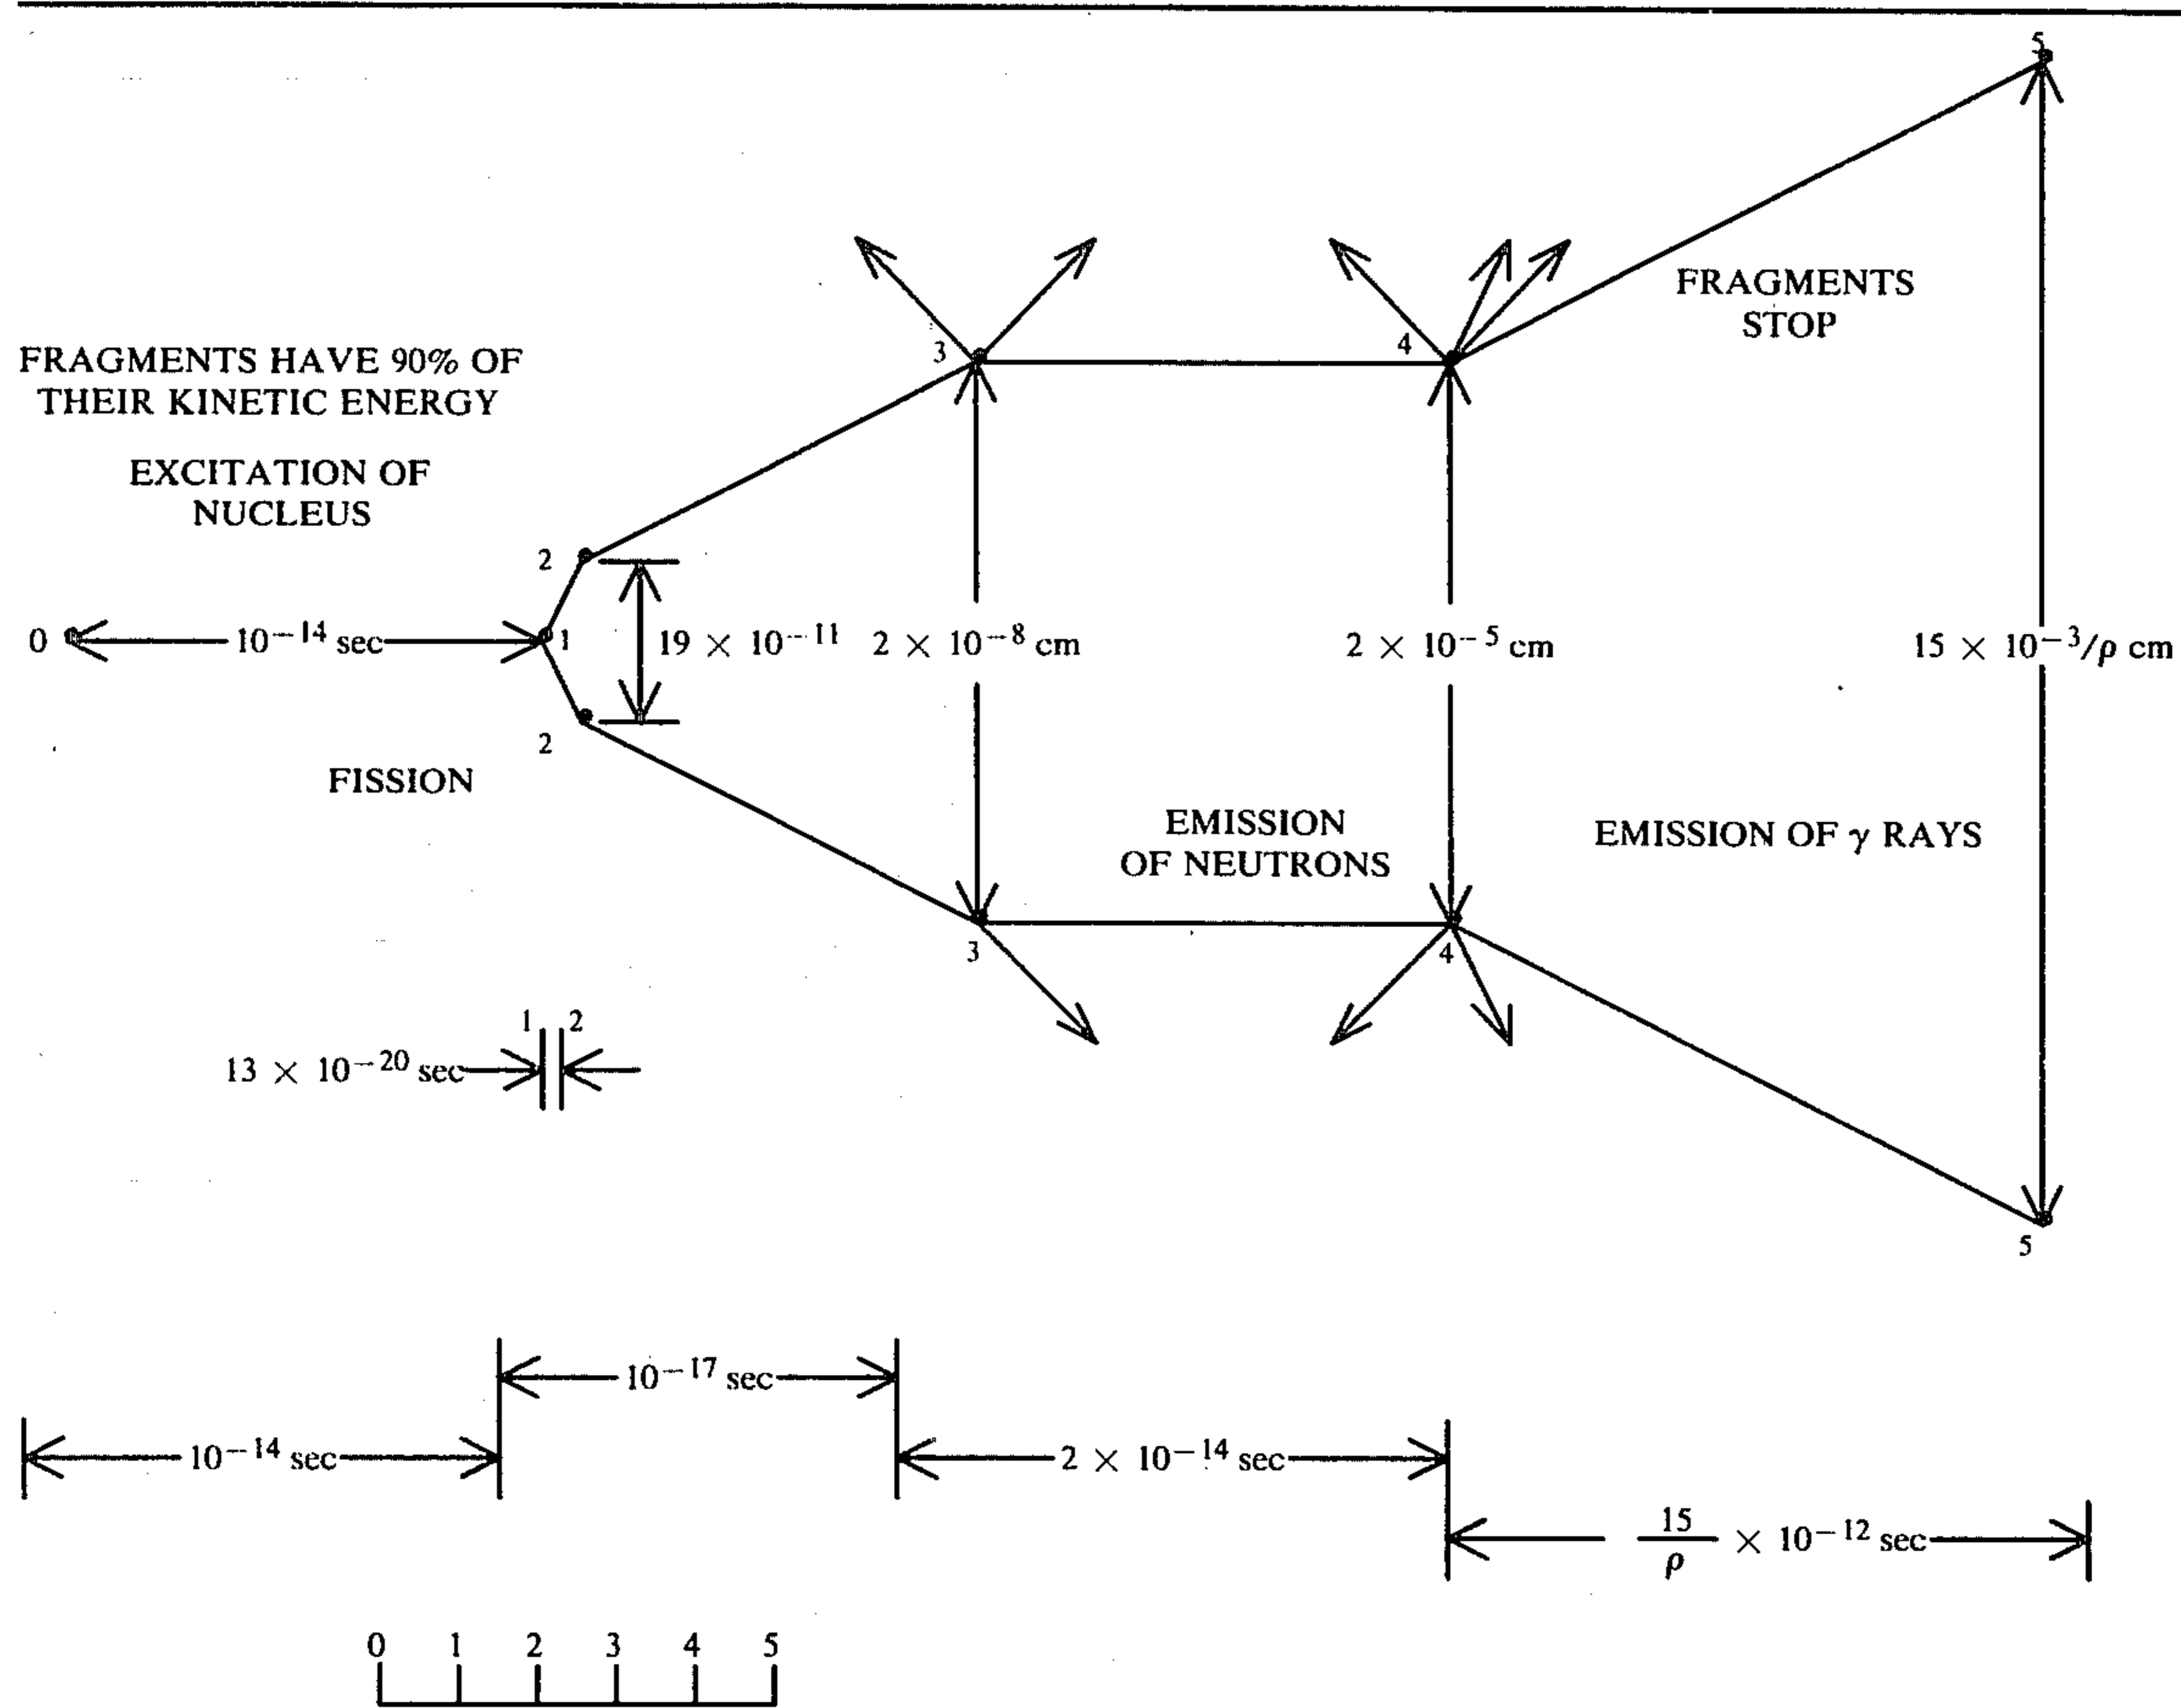 5
FRAGMENTS
STOP
3
4
FRAGMENTS HAVE 90% OF
THEIR KINETIC ENERGY
EXCITATION OF
NUCLEUS
2
0
10⁻¹⁴ sec
1
19 × 10⁻¹¹
2 × 10⁻⁸ cm
2 × 10⁻⁵ cm
15 × 10⁻³/ρ cm
2
FISSION
EMISSION
OF NEUTRONS
EMISSION OF γ RAYS
3
4
1 2
13 × 10⁻²⁰ sec
5
10⁻¹⁷ sec
10⁻¹⁴ sec
2 × 10⁻¹⁴ sec
15/ρ × 10⁻¹² sec
0 1 2 3 4 5